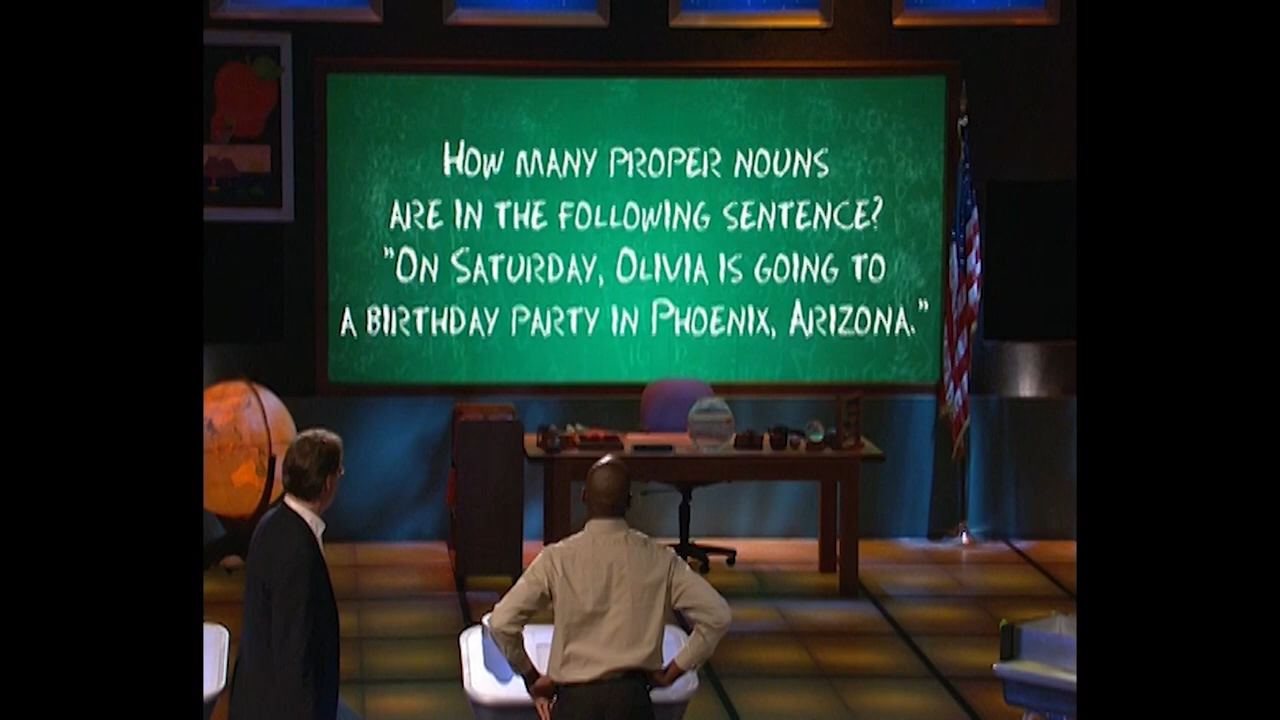 How many proper nouns
are in the following sentence?
"On Saturday, Olivia is going to
a birthday party in Phoenix, Arizona."